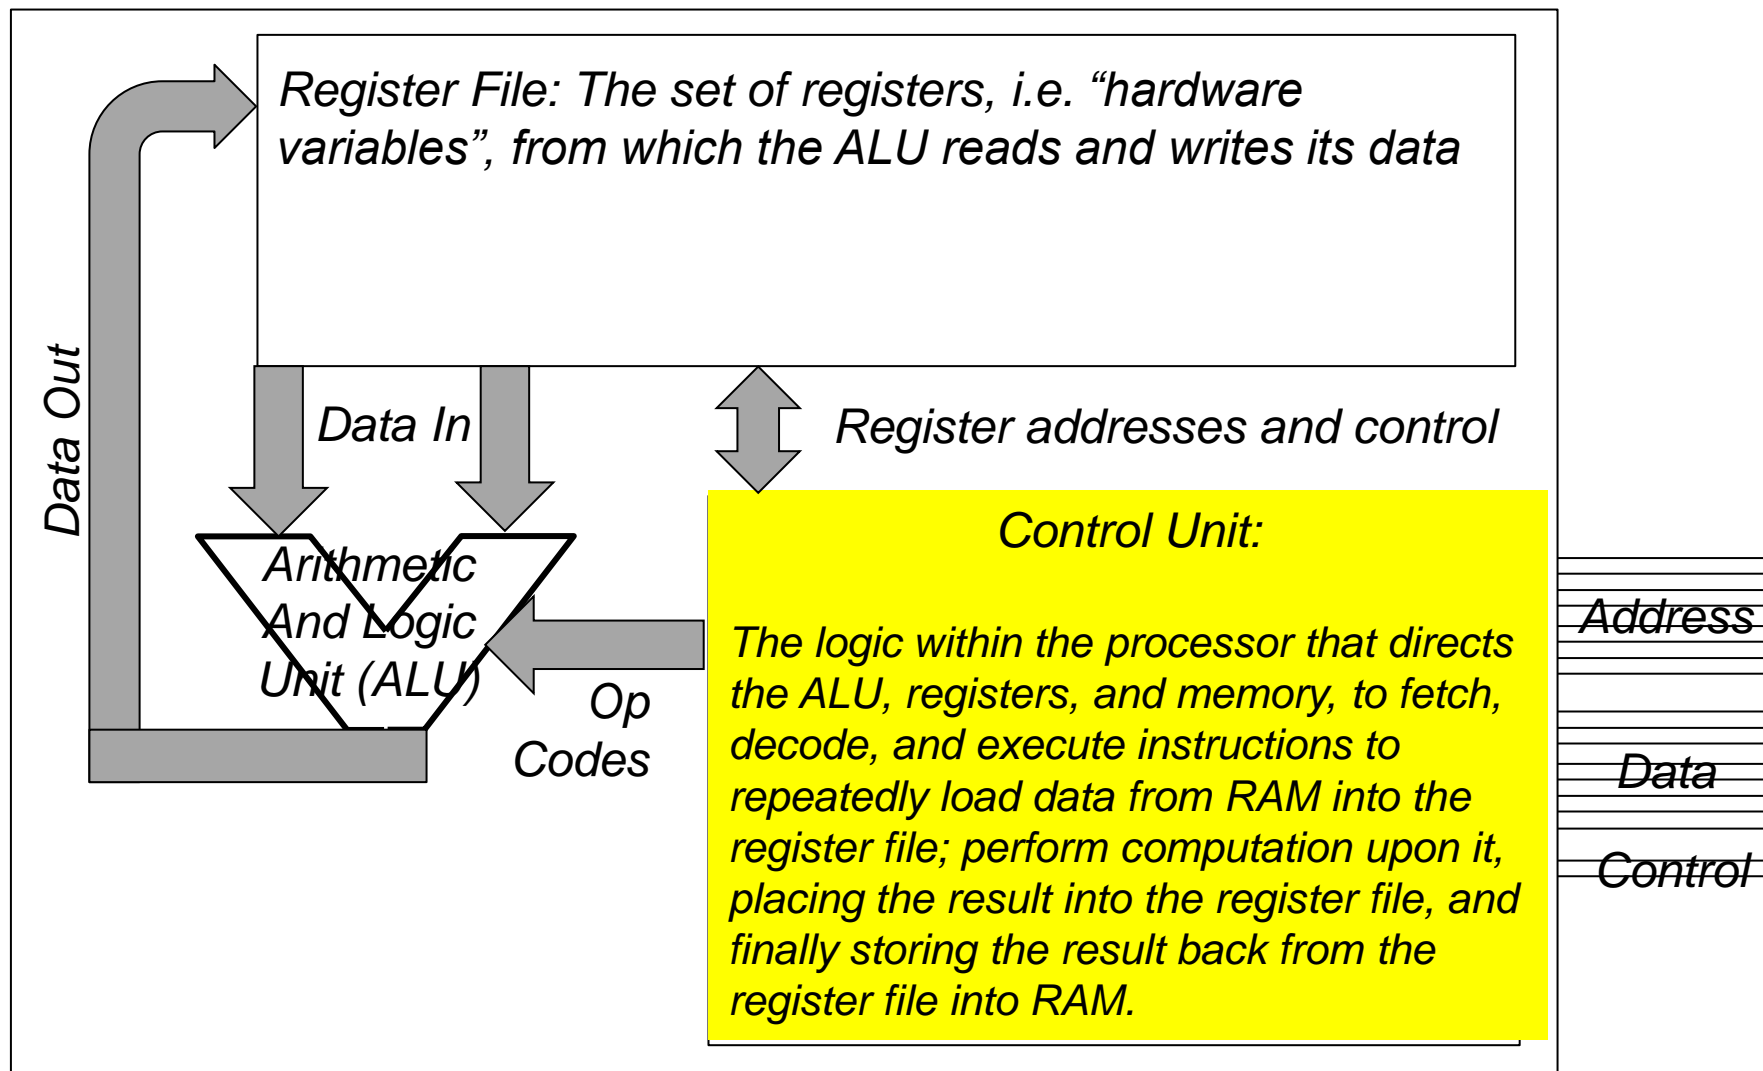 Register File: The set of registers, i.e. “hardware
variables”, from which the ALU reads and writes its data
Data Out
Data In
Register addresses and control
Arithmetic
And Logic
Unit (ALU)
Op
Codes
Control Unit:
The logic within the processor that directs
the ALU, registers, and memory, to fetch,
decode, and execute instructions to
repeatedly load data from RAM into the
register file; perform computation upon it,
placing the result into the register file, and
finally storing the result back from the
register file into RAM.
Address
Data
Control